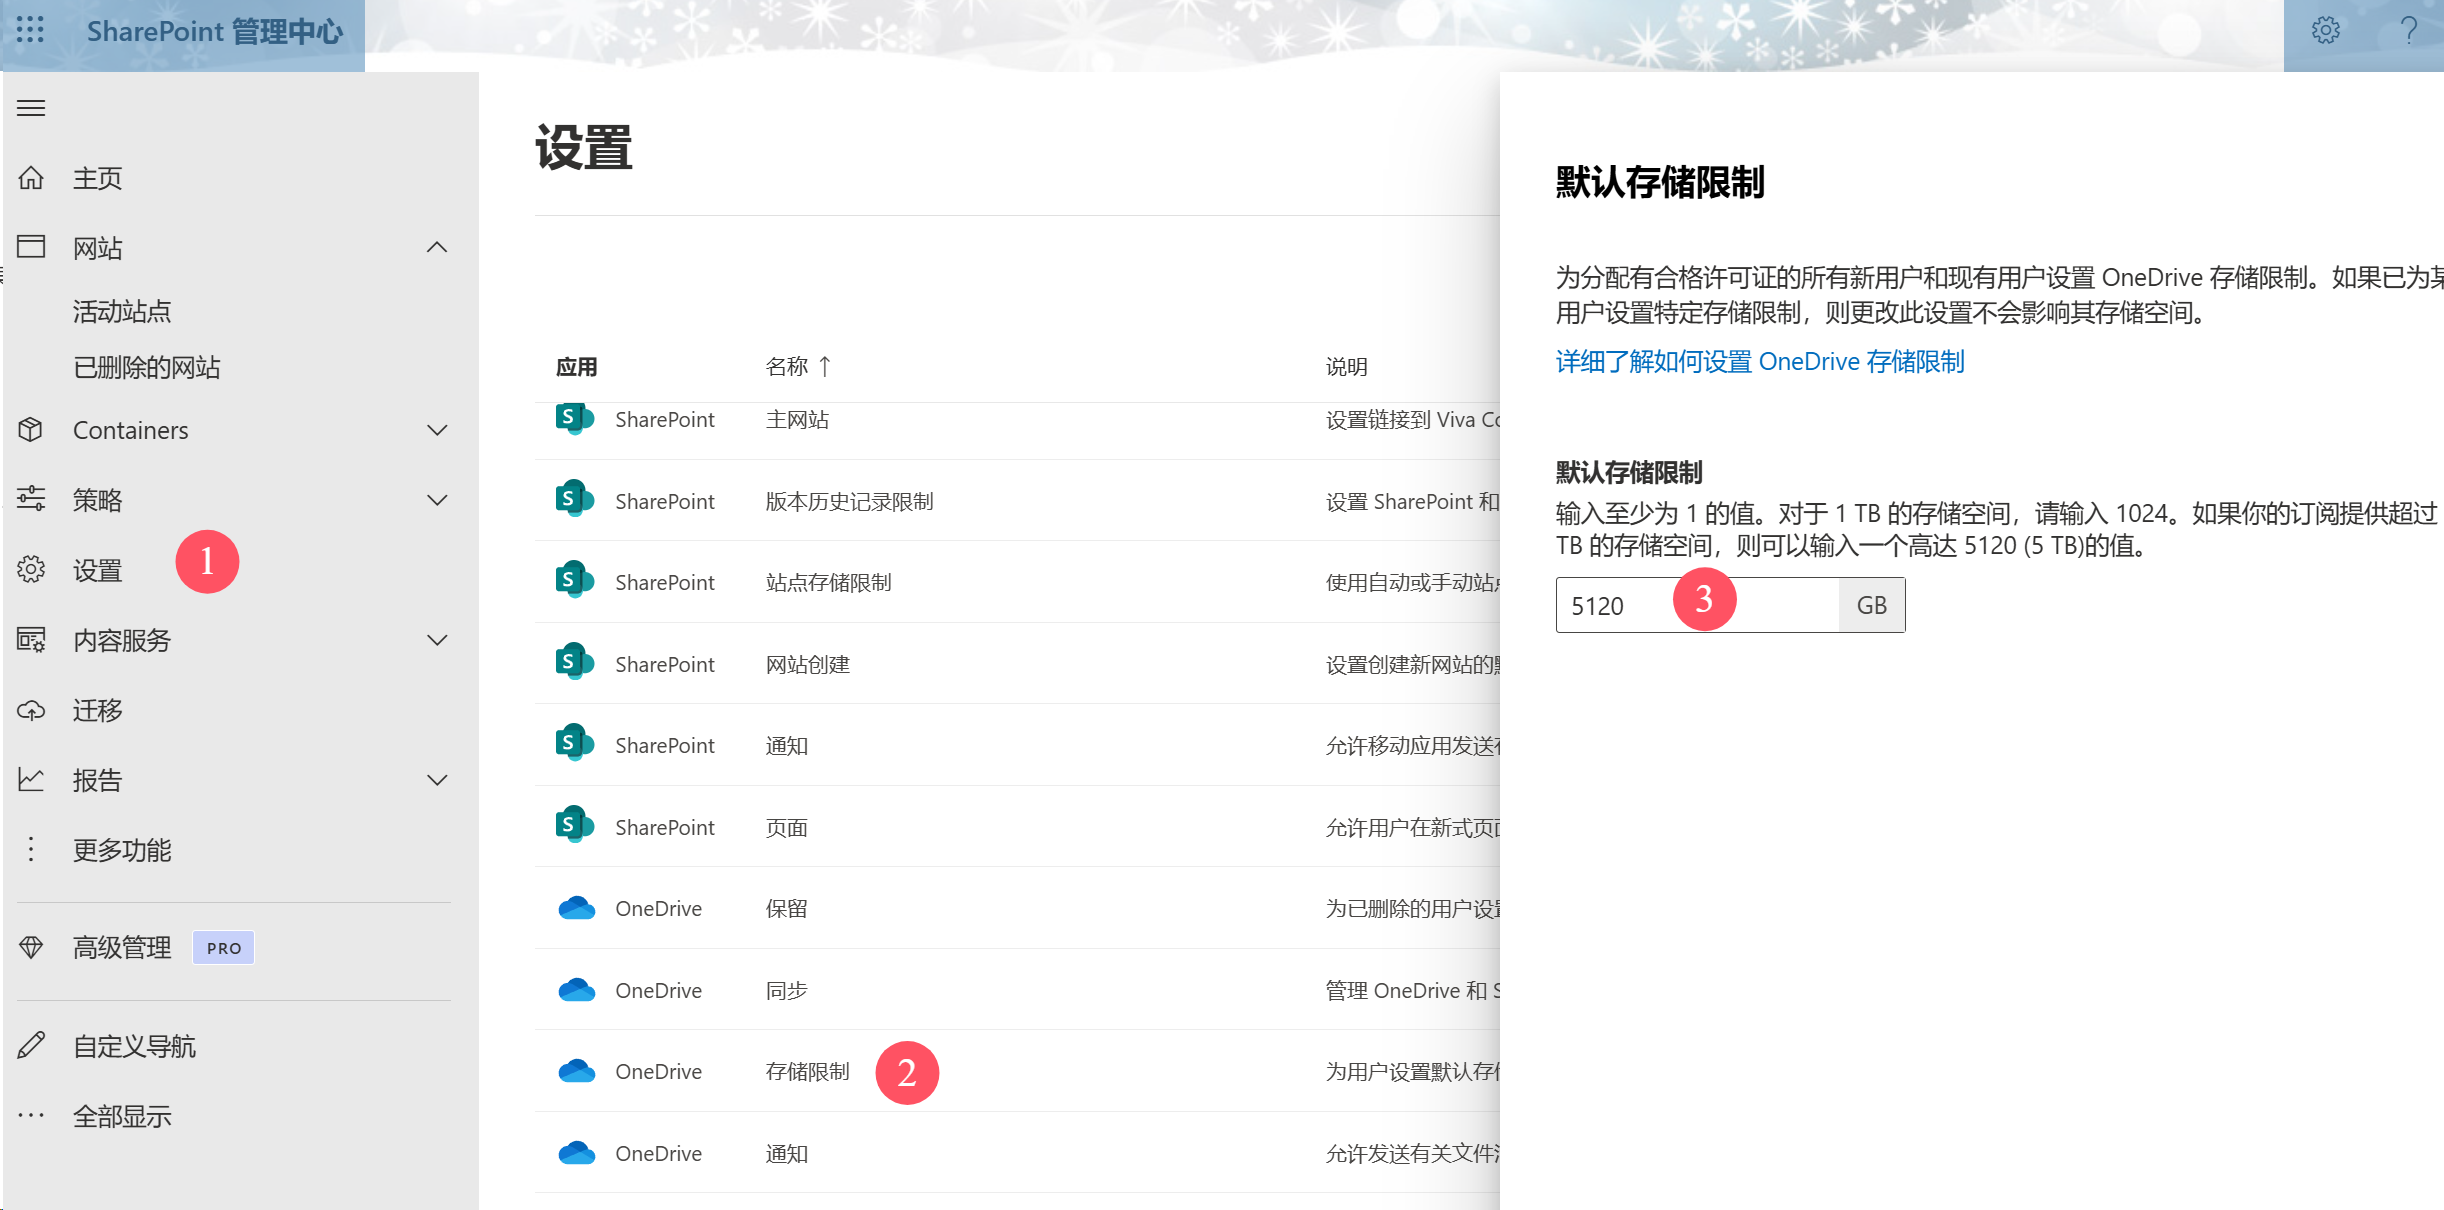 SharePoint 管理中心
主页
网站
活动站点
已删除的网站
Containers
策略
设置
1
内容服务
迁移
报告
更多功能
高级管理 PRO
自定义导航
全部显示
设置
应用 名称 ↑ 说明
SharePoint 主网站 设置链接到 Viva
SharePoint 版本历史记录限制 设置 SharePoint 和
SharePoint 站点存储限制 使用自动或手动站
SharePoint 网站创建 设置创建新网站的
SharePoint 通知 允许移动应用发送
SharePoint 页面 允许用户在新式页
OneDrive 保留 为已删除的用户设
OneDrive 同步 管理 OneDrive 和
OneDrive 存储限制 2 为用户设置默认存
OneDrive 通知 允许发送有关文件
默认存储限制
为分配有合格许可证的所有新用户和现有用户设置 OneDrive 存储限制。如果已为某
用户设置特定存储限制，则更改此设置不会影响其存储空间。
详细了解如何设置 OneDrive 存储限制
默认存储限制
输入至少为 1 的值。对于 1 TB 的存储空间，请输入 1024。如果你的订阅提供超过
TB 的存储空间，则可以输入一个高达 5120 (5 TB)的值。
5120 3 GB